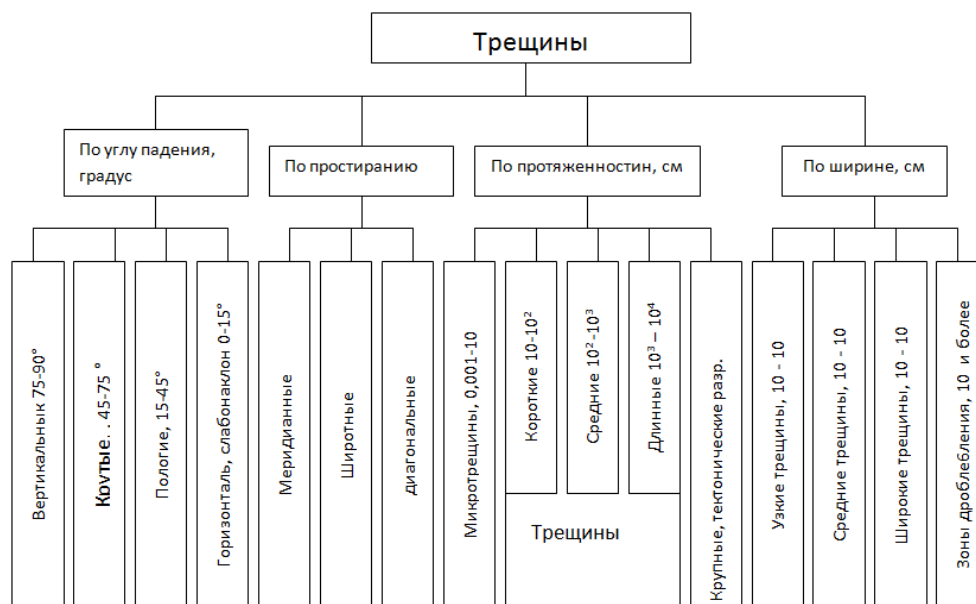 Трещины
По углу падения,
градус
По простиранию
По протяженностин, см
По ширине, см
Вертикальнык 75-90°
Крутые. . 45-75 °
Пологие, 15-45°
Горизонталь, слабонаклон 0-15°
Меридианные
Широтные
диагональные
Микротрещины, 0,001-10
Короткие 10-10²
Средние 10²-10³
Длинные 10³ – 10⁴
Трещины
Крупные, тектонические разр.
Узкие трещины, 10 - 10
Средние трещины, 10 - 10
Широкие трещины, 10 - 10
Зоны дроблебления, 10 и более